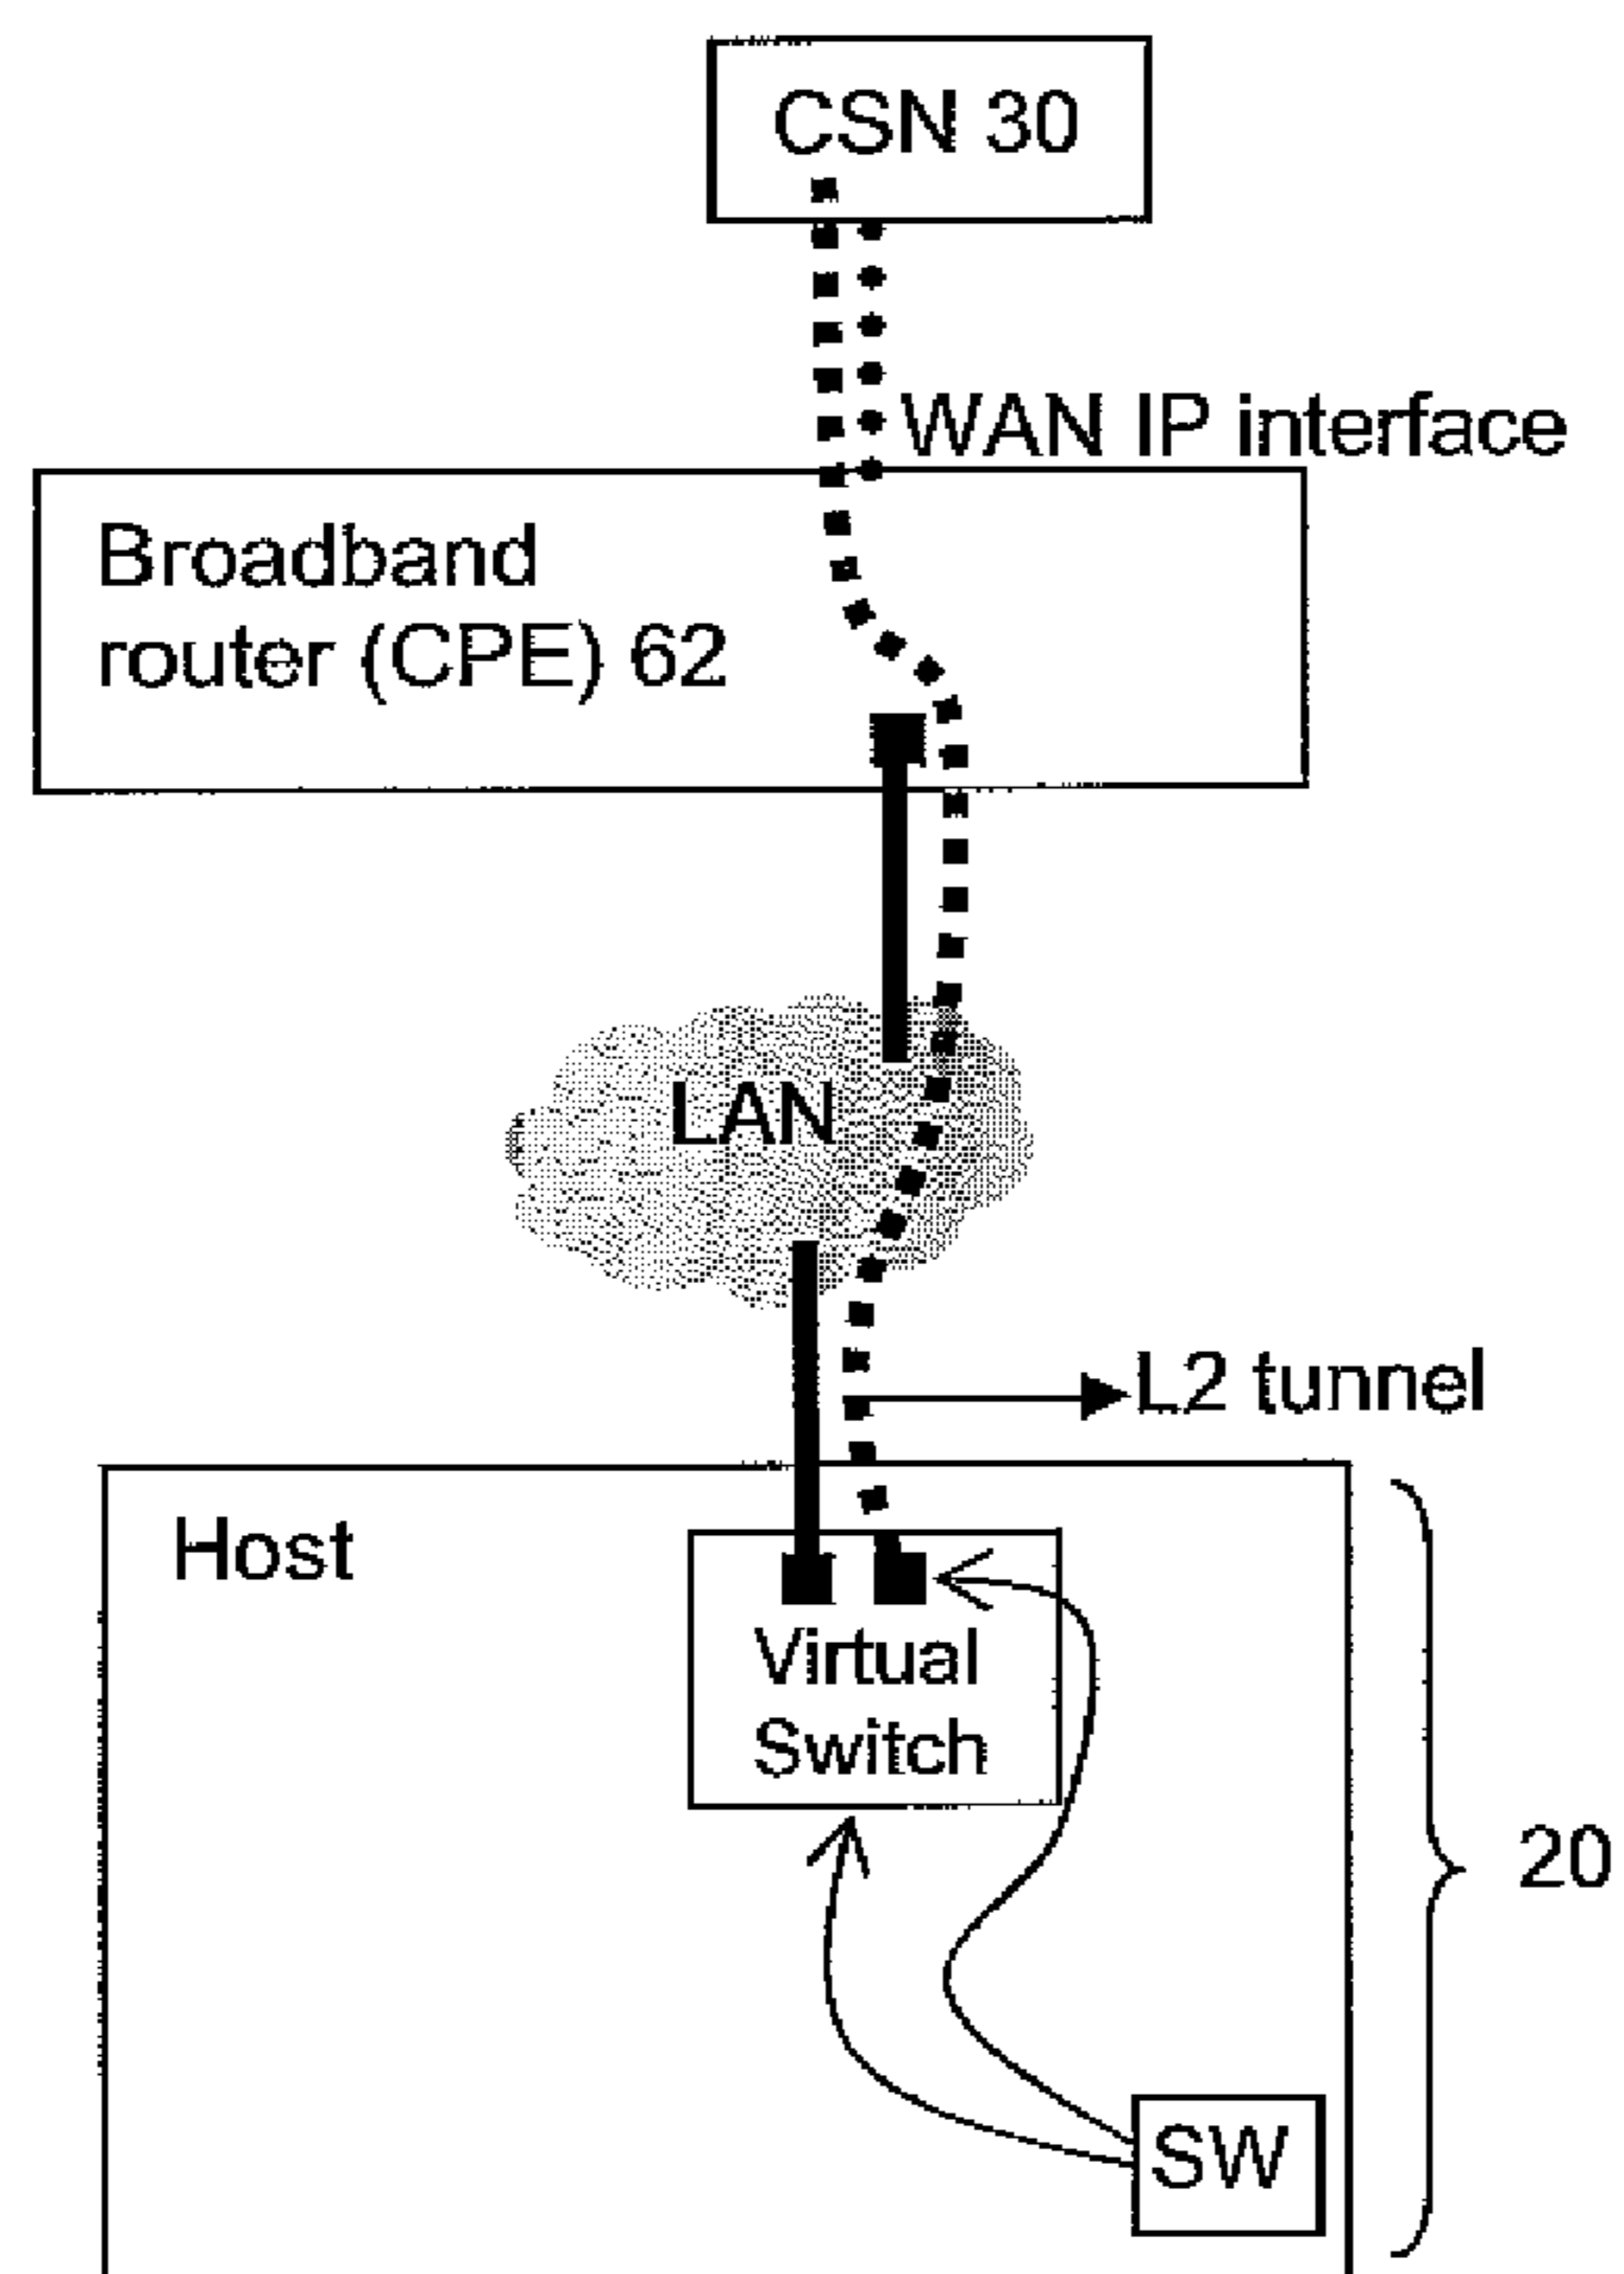 CSN 30
WAN IP interface
Broadband
router (CPE) 62
LAN
L2 tunnel
Host
Virtual
Switch
20
SW